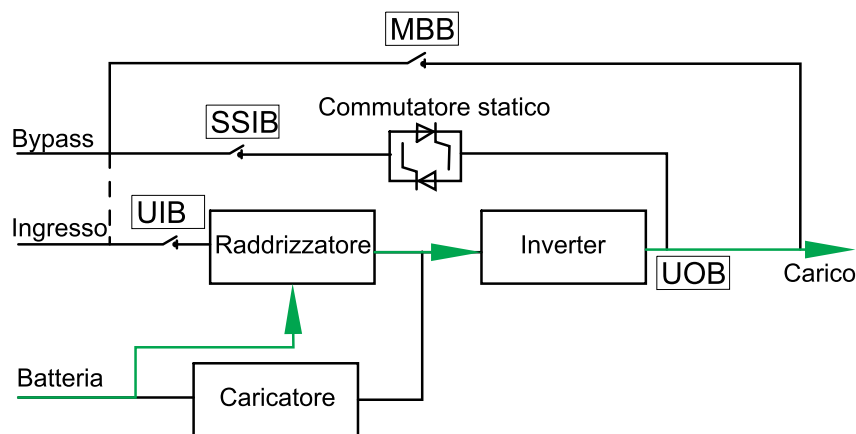 MBB
Commutatore statico
SSIB
Bypass
UIB
Ingresso
Raddrizzatore
Inverter
UOB
Carico
Batteria
Caricatore